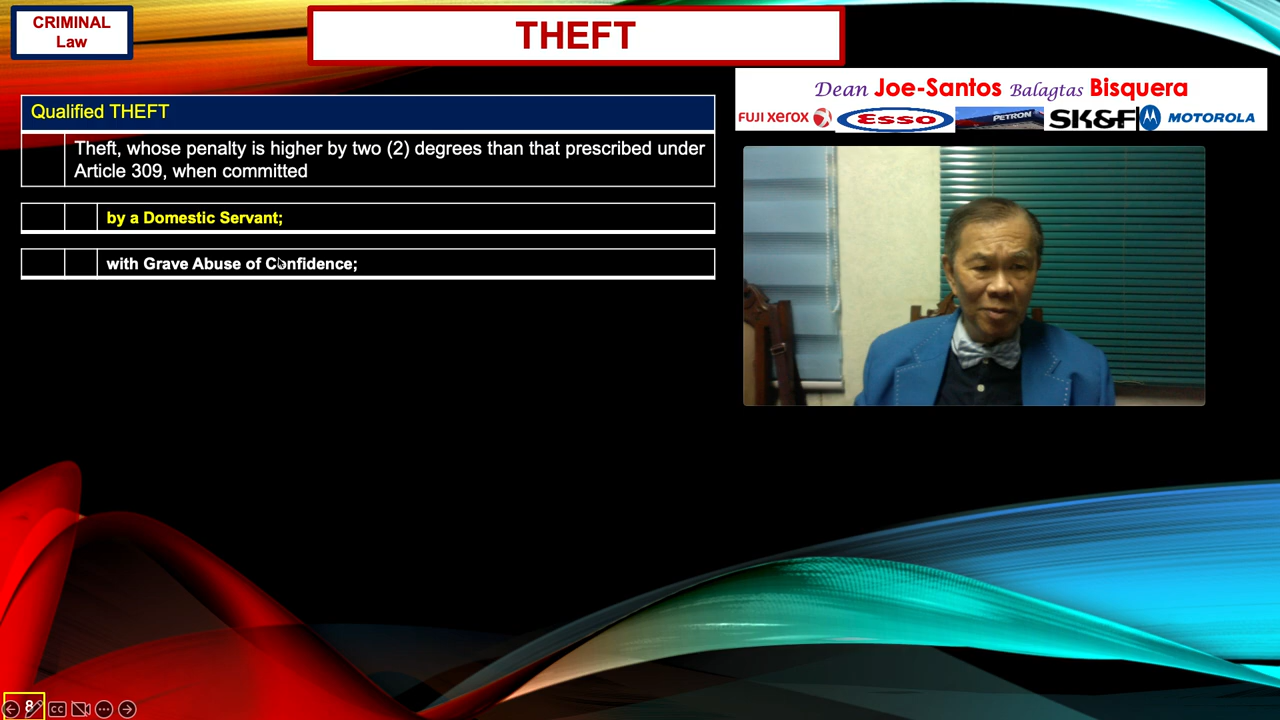 CRIMINAL
Law
THEFT
Qualified THEFT
Theft, whose penalty is higher by two (2) degrees than that prescribed under
Article 309, when committed
by a Domestic Servant;
with Grave Abuse of Confidence;
Dean Joe-Santos Balagtas Bisquera
FUJI XEROX Esso PETRON SK&F MOTOROLA
8
CC